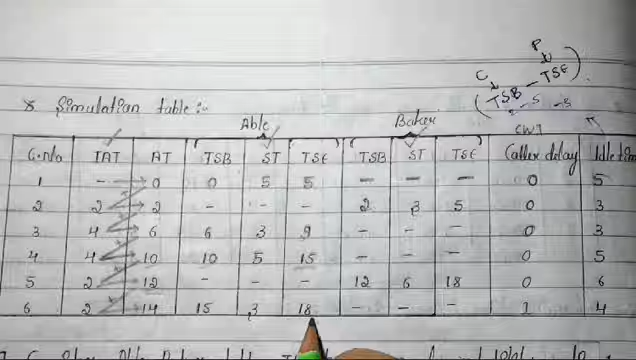 P
C
(TSB - TSE)
* Simulation table :-
Able Baker
CWT
C.no IAT AT TSB ST TSE TSB ST TSE Caller delay Idle
1 - 0 0 5 5 - - - 0 5
2 2 2 - - - 2 3 5 0 3
3 4 6 6 3 9 - - - 0 3
4 4 10 10 5 15 - - - 0 5
5 2 12 - - - 12 6 18 0 6
6 2 14 15 3 18 - - - 1 4